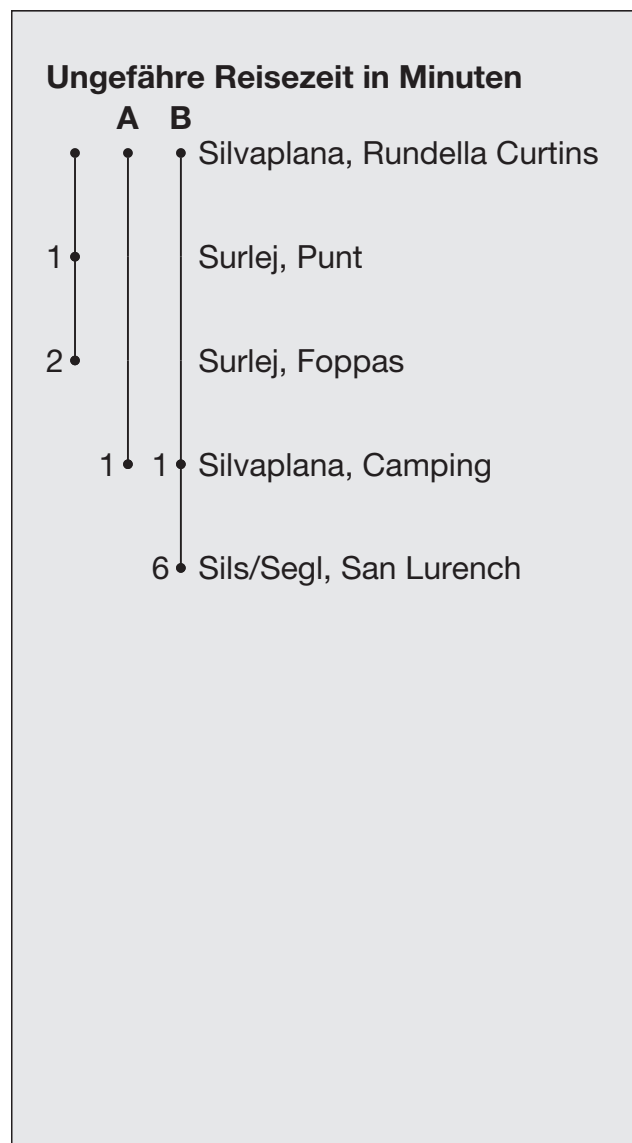 Ungefähre Reisezeit in Minuten
A B
Silvaplana, Rundella Curtins
1 Surlej, Punt
2 Surlej, Foppas
1 1 Silvaplana, Camping
6 Sils/Segl, San Lurench